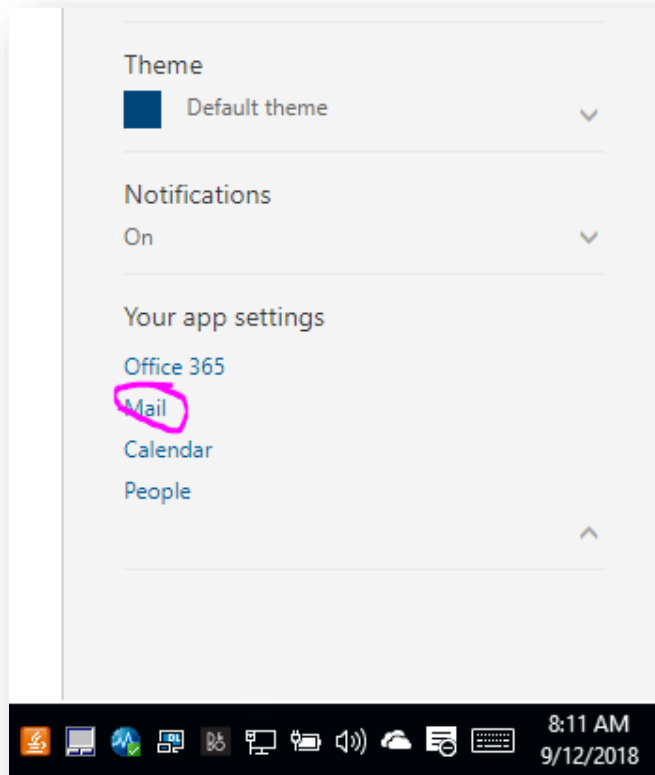 Theme
Default theme
Notifications
On
Your app settings
Office 365
Mail
Calendar
People
8:11 AM
9/12/2018